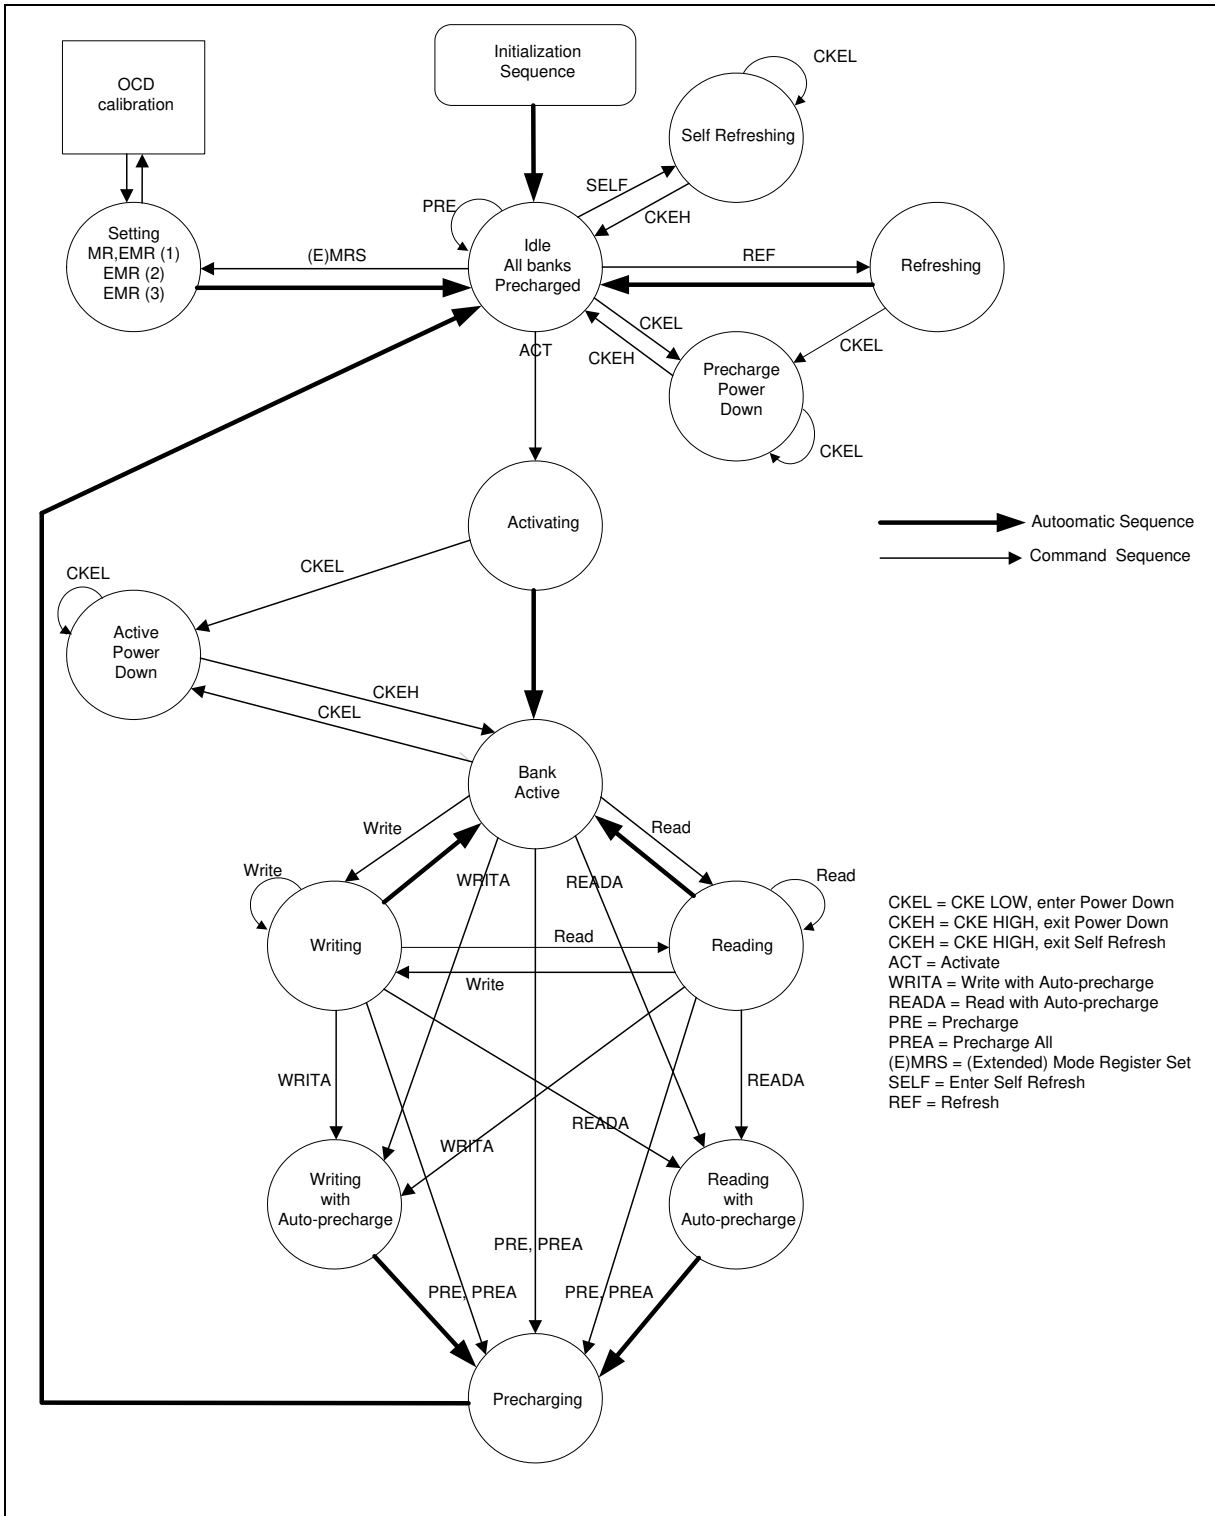 Initialization
Sequence
OCD
calibration
CKEL
Self Refreshing
SELF
CKEH
PRE
Setting
MR,EMR (1)
EMR (2)
EMR (3)
(E)MRS
Idle
All banks
Precharged
REF
Refreshing
CKEL
CKEH
CKEL
ACT
Precharge
Power
Down
CKEL
Activating
Autoomatic Sequence
Command Sequence
CKEL
CKEL
Active
Power
Down
CKEH
CKEL
Bank
Active
Write
Read
Write
WRITA
READA
Read
Writing
Read
Reading
Write
CKEL = CKE LOW, enter Power Down
CKEH = CKE HIGH, exit Power Down
CKEH = CKE HIGH, exit Self Refresh
ACT = Activate
WRITA = Write with Auto-precharge
READA = Read with Auto-precharge
PRE = Precharge
PREA = Precharge All
(E)MRS = (Extended) Mode Register Set
SELF = Enter Self Refresh
REF = Refresh
WRITA
READA
READA
WRITA
Writing
with
Auto-precharge
Reading
with
Auto-precharge
PRE, PREA
PRE, PREA
PRE, PREA
Precharging